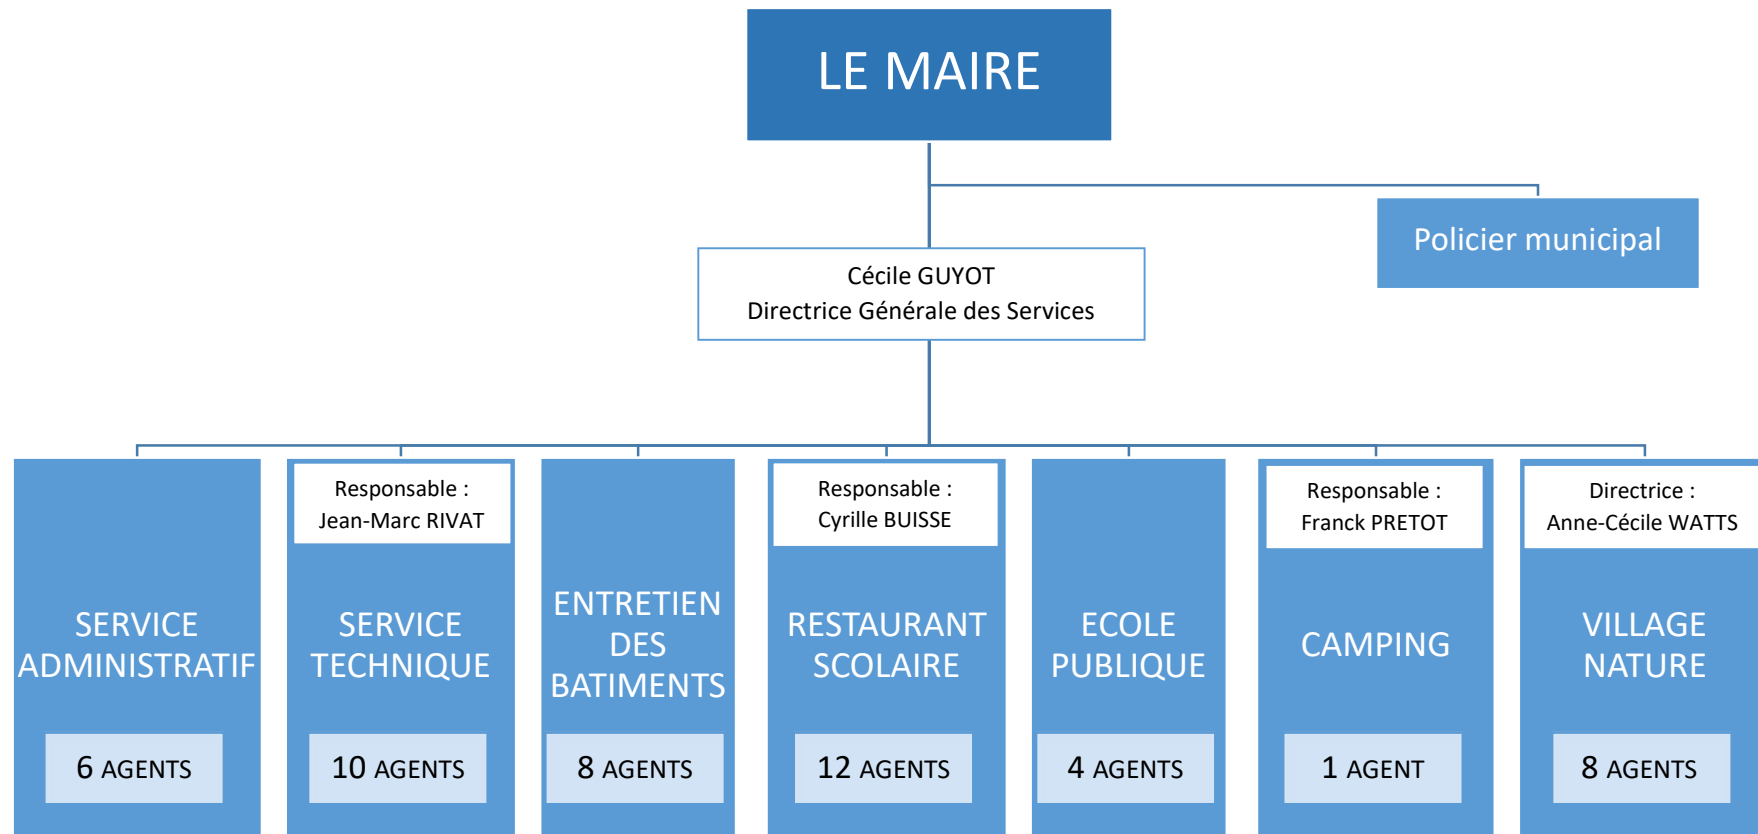 LE MAIRE
Policier municipal
Cécile GUYOT
Directrice Générale des Services
SERVICE
ADMINISTRATIF
6 AGENTS
Responsable :
Jean-Marc RIVAT
SERVICE
TECHNIQUE
10 AGENTS
ENTRETIEN
DES
BATIMENTS
8 AGENTS
Responsable :
Cyrille BUISSE
RESTAURANT
SCOLAIRE
12 AGENTS
ECOLE
PUBLIQUE
4 AGENTS
Responsable :
Franck PRETOT
CAMPING
1 AGENT
Directrice :
Anne-Cécile WATTS
VILLAGE
NATURE
8 AGENTS